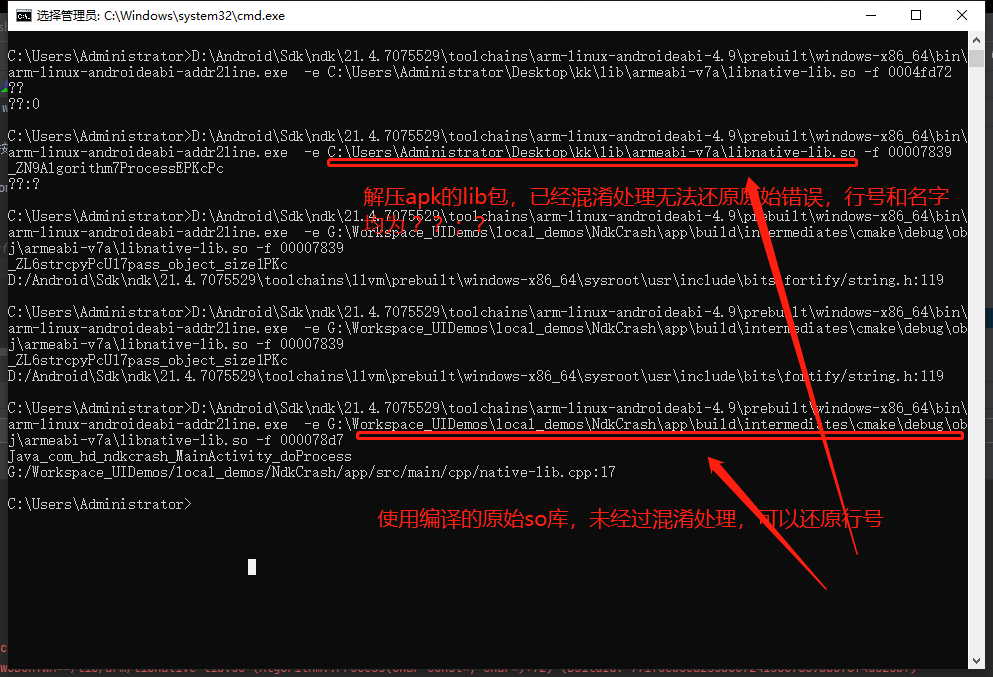 选择管理员: C:\Windows\system32\cmd.exe
C:\Users\Administrator>D:\Android\Sdk\ndk\21.4.7075529\toolchains\arm-linux-androideabi-4.9\prebuilt\windows-x86_64\bin\
arm-linux-androideabi-addr2line.exe  -e C:\Users\Administrator\Desktop\kk\lib\armeabi-v7a\libnative-lib.so -f 0004fd72
??
??:0
C:\Users\Administrator>D:\Android\Sdk\ndk\21.4.7075529\toolchains\arm-linux-androideabi-4.9\prebuilt\windows-x86_64\bin\
arm-linux-androideabi-addr2line.exe  -e C:\Users\Administrator\Desktop\kk\lib\armeabi-v7a\libnative-lib.so -f 00007839
_ZN9Algorithm7ProcessEPKcPc
??:?
解压apk的lib包，已经混淆处理无法还原原始错误，行号和名字
均为？？：？
C:\Users\Administrator>D:\Android\Sdk\ndk\21.4.7075529\toolchains\arm-linux-androideabi-4.9\prebuilt\windows-x86_64\bin\
arm-linux-androideabi-addr2line.exe  -e G:\Workspace_UIDemos\local_demos\NdkCrash\app\build\intermediates\cmake\debug\ob
j\armeabi-v7a\libnative-lib.so -f 00007839
_ZL6strcpyPcU17pass_object_size1PKc
D:/Android\Sdk\ndk\21.4.7075529\toolchains\llvm\prebuilt\windows-x86_64\sysroot\usr\include\bits\fortify/string.h:119
C:\Users\Administrator>D:\Android\Sdk\ndk\21.4.7075529\toolchains\arm-linux-androideabi-4.9\prebuilt\windows-x86_64\bin\
arm-linux-androideabi-addr2line.exe  -e G:\Workspace_UIDemos\local_demos\NdkCrash\app\build\intermediates\cmake\debug\ob
j\armeabi-v7a\libnative-lib.so -f 00007839
_ZL6strcpyPcU17pass_object_size1PKc
D:/Android\Sdk\ndk\21.4.7075529\toolchains\llvm\prebuilt\windows-x86_64\sysroot\usr\include\bits\fortify/string.h:119
C:\Users\Administrator>D:\Android\Sdk\ndk\21.4.7075529\toolchains\arm-linux-androideabi-4.9\prebuilt\windows-x86_64\bin\
arm-linux-androideabi-addr2line.exe  -e G:\Workspace_UIDemos\local_demos\NdkCrash\app\build\intermediates\cmake\debug\ob
j\armeabi-v7a\libnative-lib.so -f 000078d7
Java_com_hd_ndkcrash_MainActivity_doProcess
G:/Workspace_UIDemos/local_demos/NdkCrash/app/src/main/cpp/native-lib.cpp:17
C:\Users\Administrator>
使用编译的原始so库，未经过混淆处理，可以还原行号